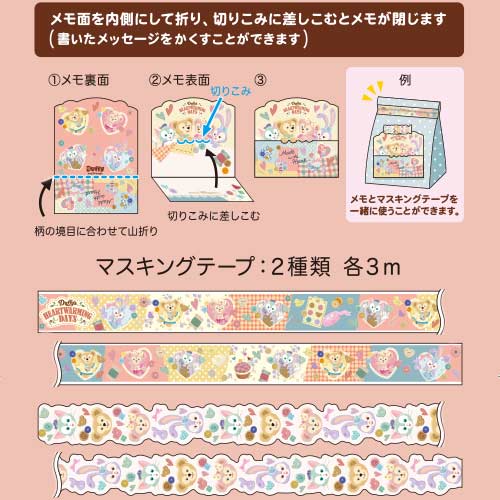 メモ面を内側にして折り、切りこみに差しこむとメモが閉じます
(書いたメッセージをかくすことができます)
①メモ裏面
②メモ表面
③
例
切りこみ
Duffy
Duffy
HEARTWARMING
DAYS
切りこみに差しこむ
柄の境目に合わせて山折り
メモとマスキングテープを
一緒に使うことができます。
マスキングテープ：2種類 各3m
Duffy
HEARTWARMING
DAYS